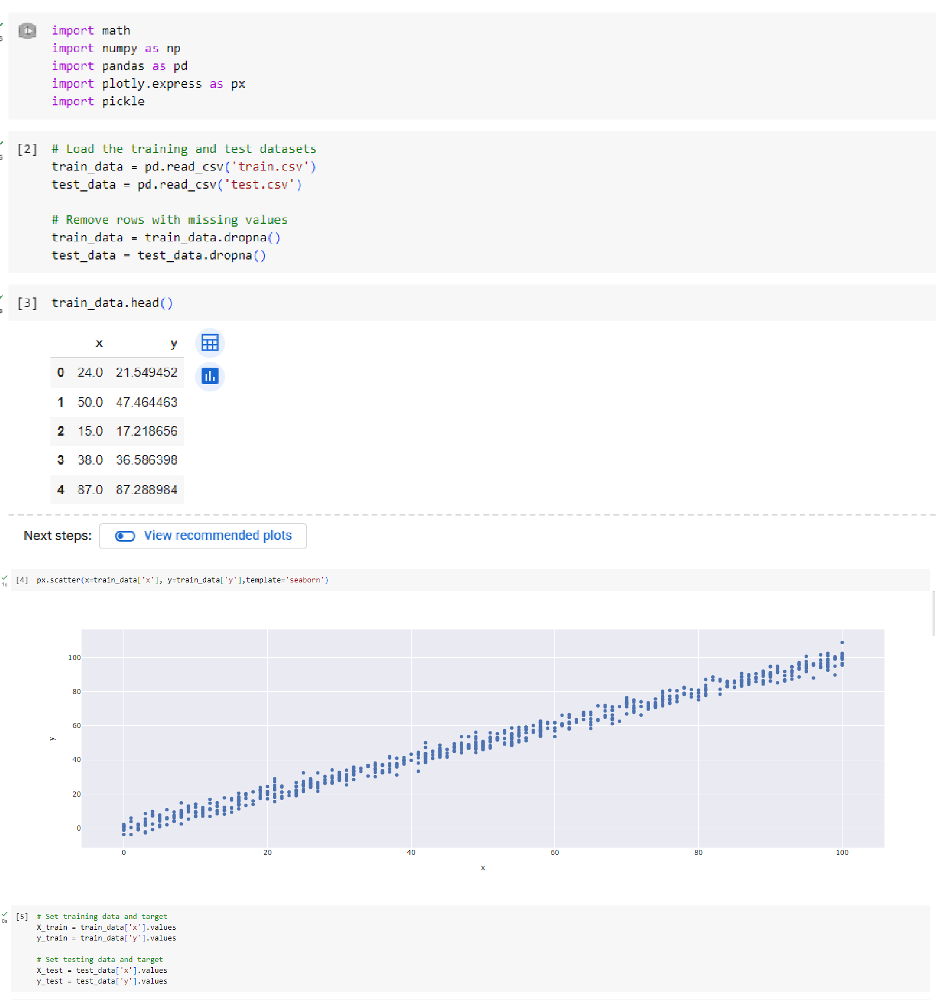 [1] import math
import numpy as np
import pandas as pd
import plotly.express as px
import pickle
[2] # Load the training and test datasets
train_data = pd.read_csv('train.csv')
test_data = pd.read_csv('test.csv')
# Remove rows with missing values
train_data = train_data.dropna()
test_data = test_data.dropna()
[3] train_data.head()
x y
0 24.0 21.549452
1 50.0 47.464463
2 15.0 17.218656
3 38.0 36.586398
4 87.0 87.288984
Next steps: View recommended plots
1s [4] px.scatter(x=train_data['x'], y=train_data['y'],template='seaborn')
100
80
60
y
40
20
0
0 20 40 60 80 100
x
0s [5] # Set training data and target
X_train = train_data['x'].values
y_train = train_data['y'].values
# Set testing data and target
X_test = test_data['x'].values
y_test = test_data['y'].values